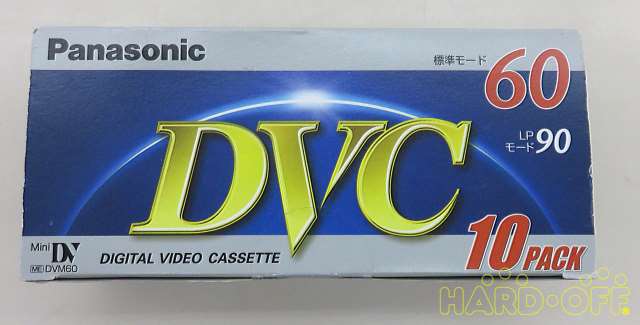 Panasonic
標準モード 60
LP
モード 90
DVC
Mini DV
ME DVM60
DIGITAL VIDEO CASSETTE
10 PACK
HARD·OFF